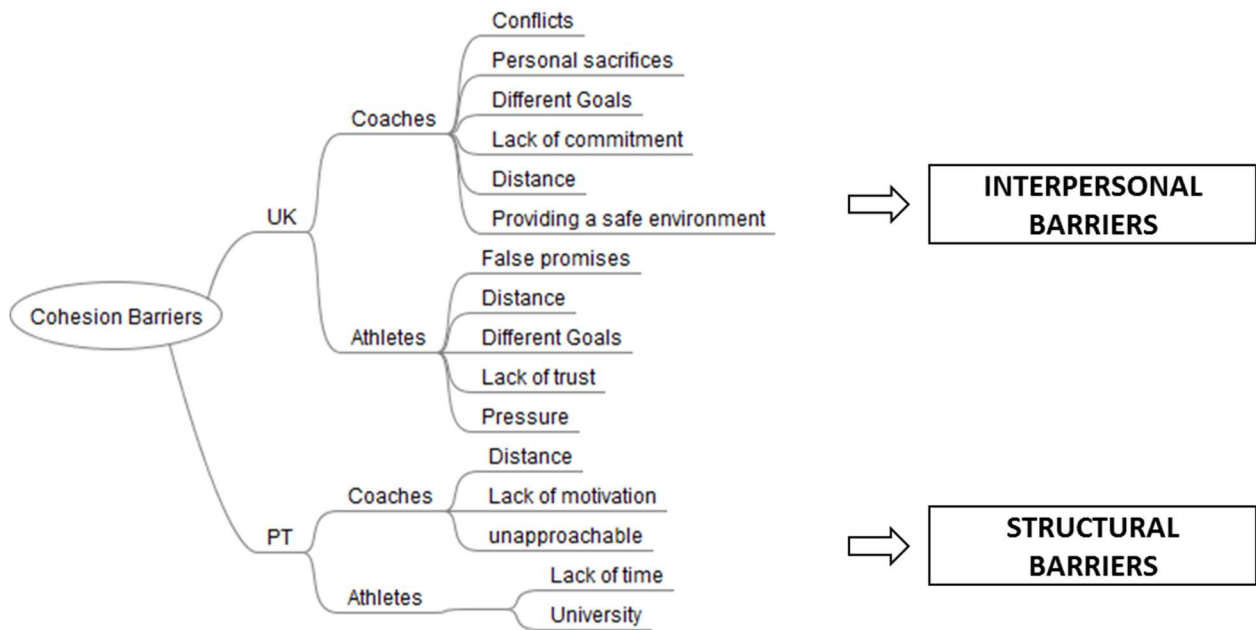 Conflicts
Personal sacrifices
Different Goals
Coaches
Lack of commitment
Distance
Providing a safe environment
UK
INTERPERSONAL
BARRIERS
False promises
Distance
Cohesion Barriers
Athletes
Different Goals
Lack of trust
Pressure
Distance
Coaches
Lack of motivation
PT
unapproachable
STRUCTURAL
BARRIERS
Lack of time
Athletes
University